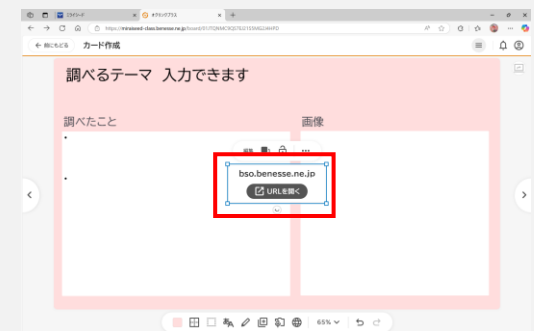 ミライシード
オクリンクプラス
← 前にもどる カード作成
調べるテーマ 入力できます
調べたこと
画像
編集
bso.benesse.ne.jp
URLを開く
65%